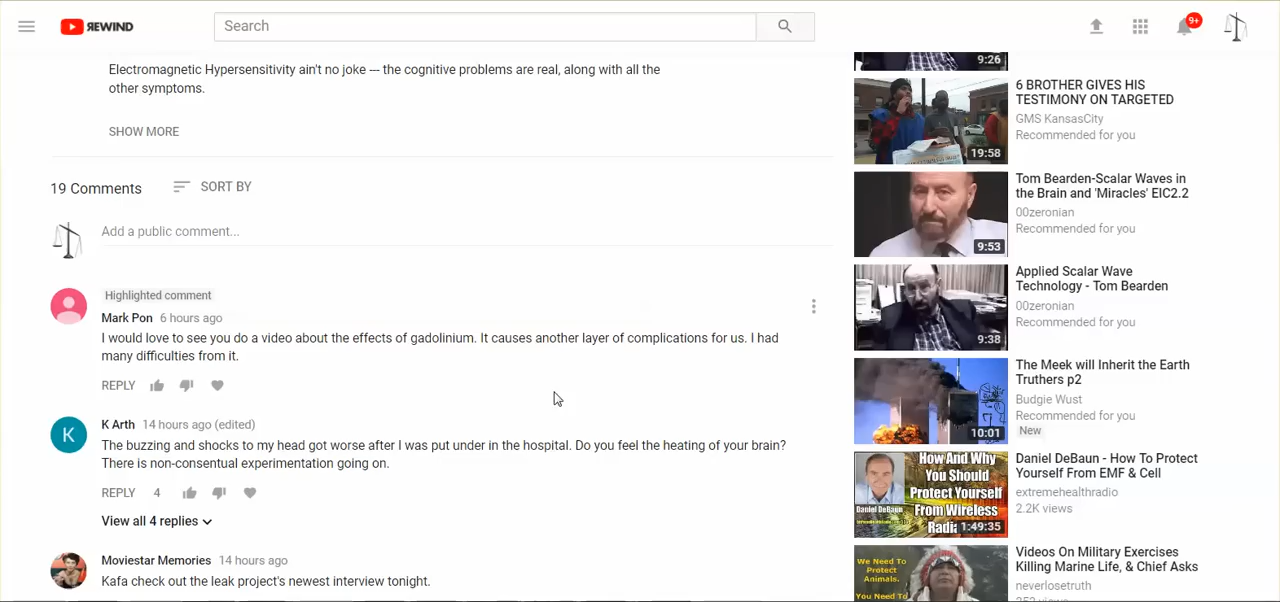 REWIND
Search
9+
Electromagnetic Hypersensitivity ain't no joke --- the cognitive problems are real, along with all the
other symptoms.
SHOW MORE
19 Comments
SORT BY
Add a public comment...
Highlighted comment
Mark Pon 6 hours ago
I would love to see you do a video about the effects of gadolinium. It causes another layer of complications for us. I had
many difficulties from it.
REPLY
K
K Arth 14 hours ago (edited)
The buzzing and shocks to my head got worse after I was put under in the hospital. Do you feel the heating of your brain?
There is non-consentual experimentation going on.
REPLY 4
View all 4 replies
Moviestar Memories 14 hours ago
Kafa check out the leak project's newest interview tonight.
9:26
19:58
6 BROTHER GIVES HIS
TESTIMONY ON TARGETED
GMS KansasCity
Recommended for you
9:53
Tom Bearden-Scalar Waves in
the Brain and 'Miracles' EIC2.2
00zeronian
Recommended for you
9:38
Applied Scalar Wave
Technology - Tom Bearden
00zeronian
Recommended for you
10:01
The Meek will Inherit the Earth
Truthers p2
Budgie Wust
Recommended for you
New
How And Why
You Should
Protect Yourself
From Wireless
Daniel DeBaun
1:49:35
Daniel DeBaun - How To Protect
Yourself From EMF & Cell
extremehealthradio
2.2K views
We Need To
Protect
Animals.
You Need To
Videos On Military Exercises
Killing Marine Life, & Chief Asks
neverlosetruth